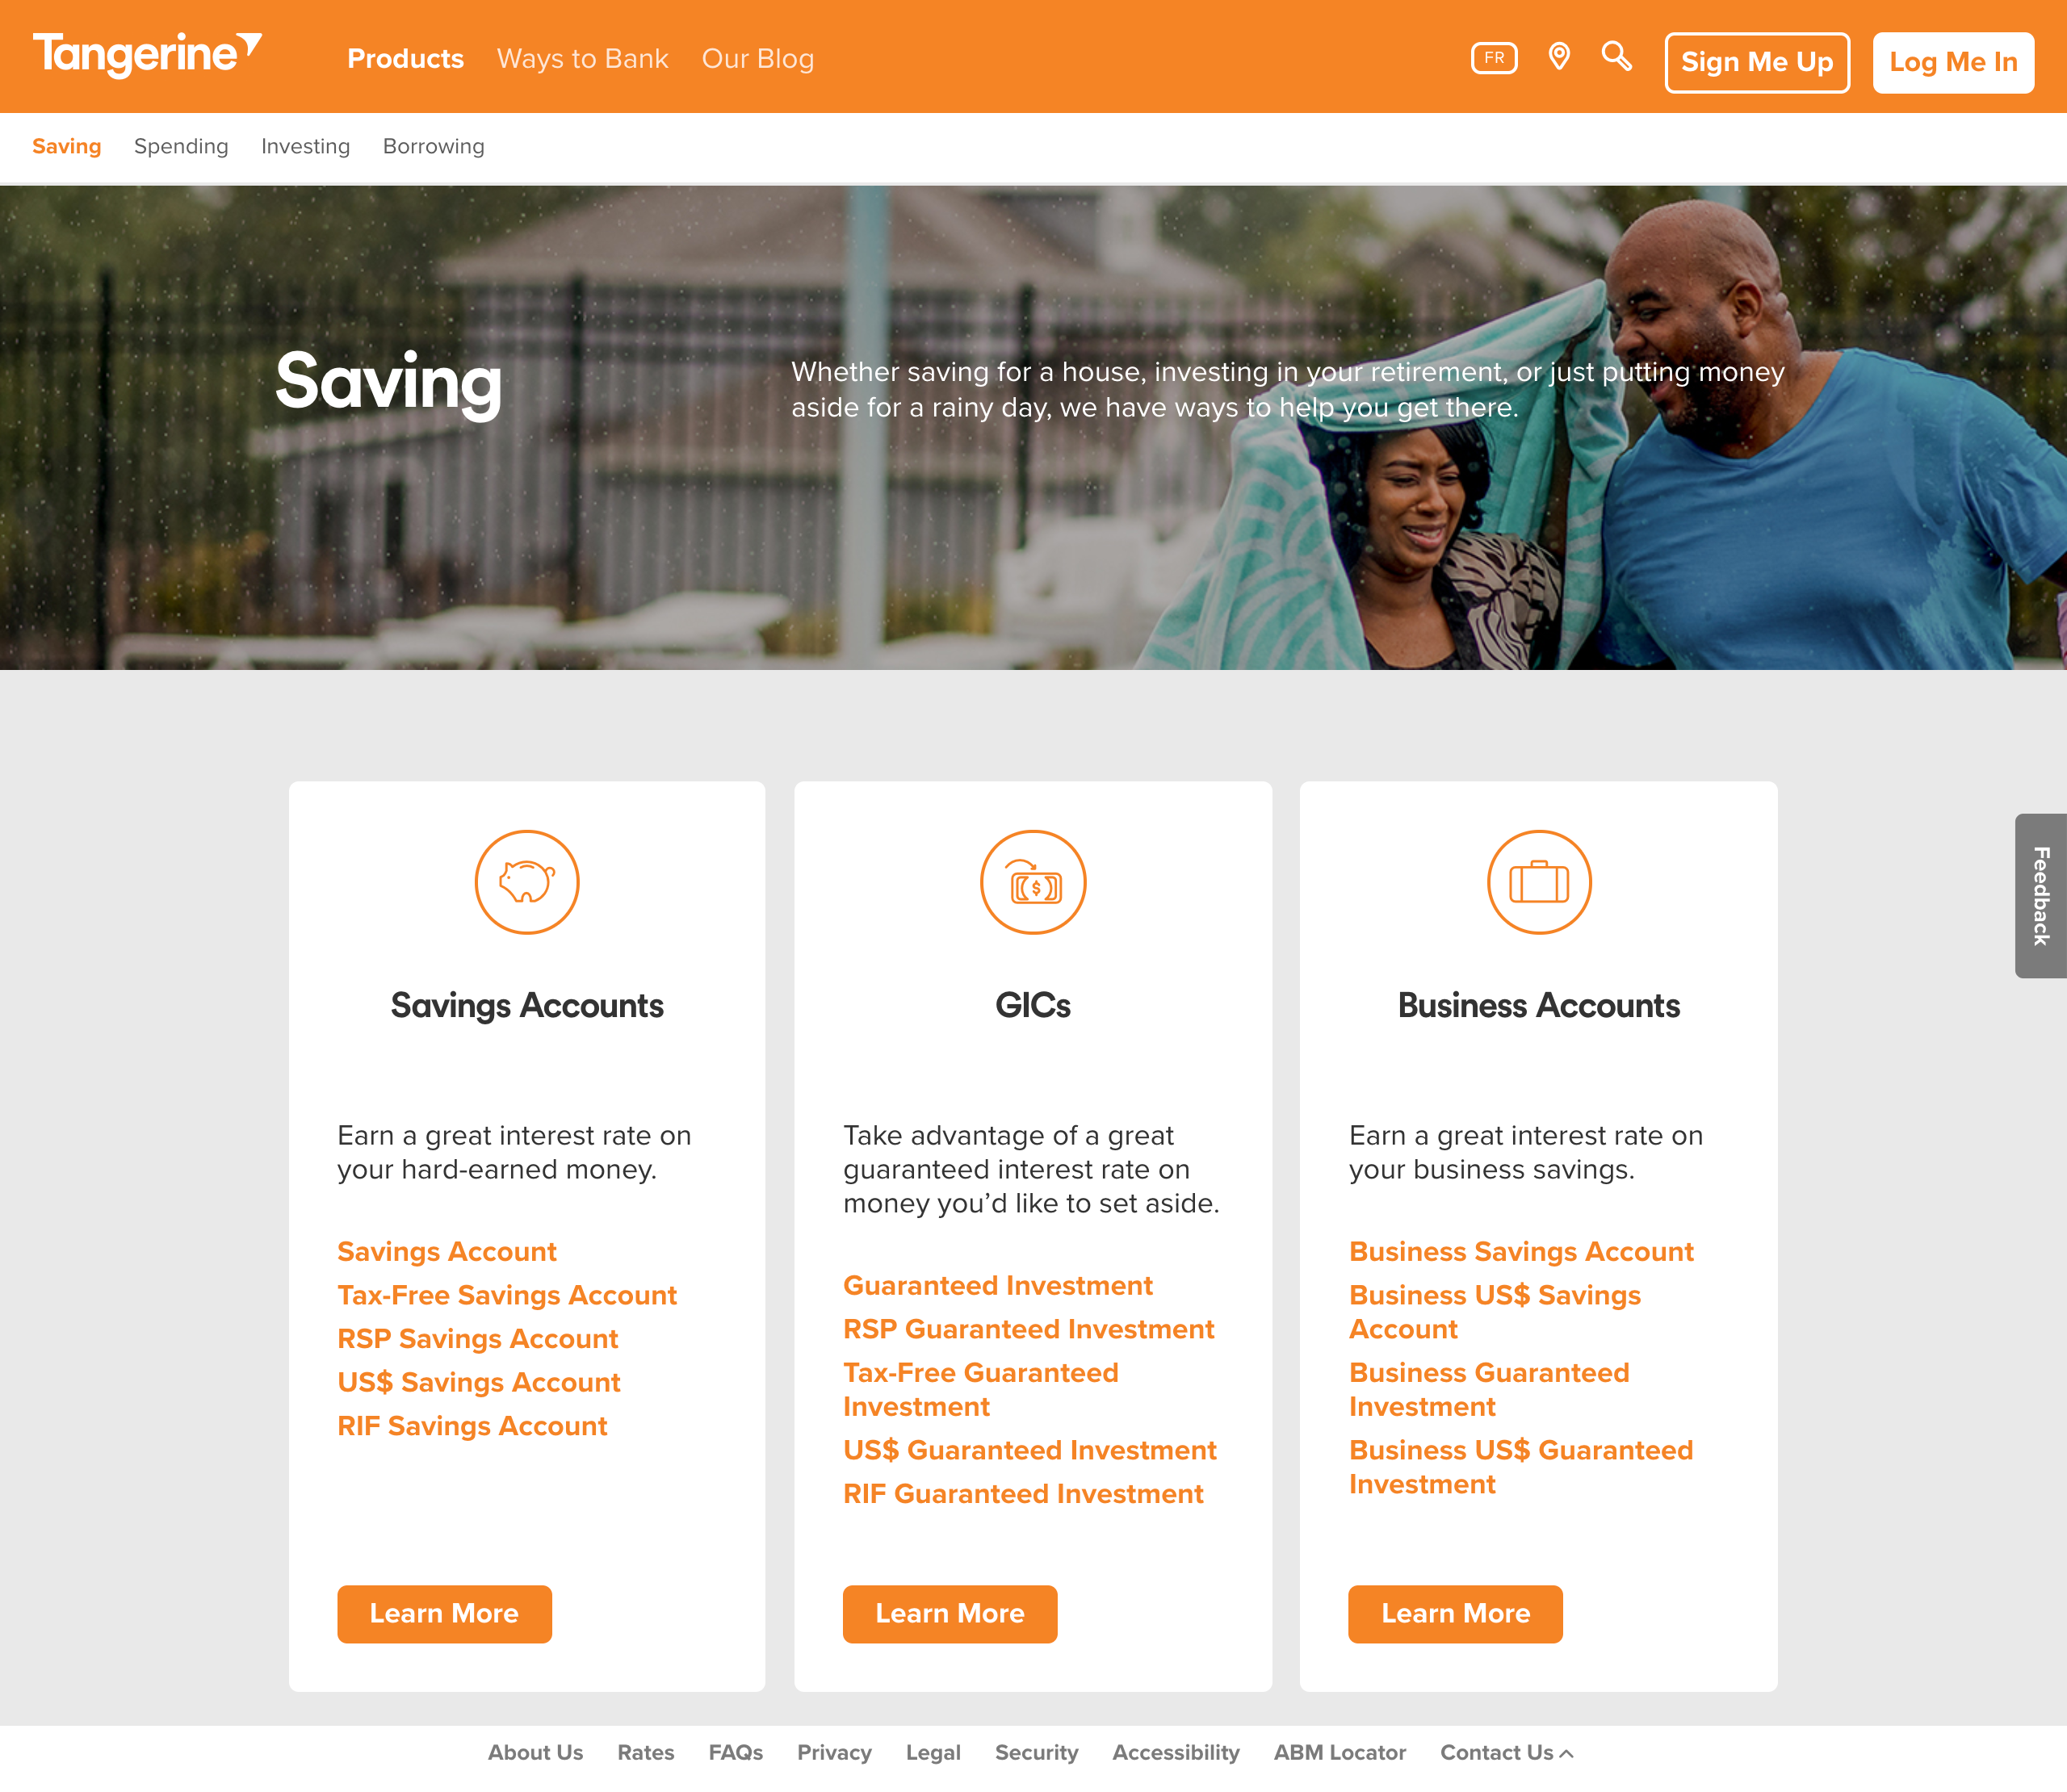 Tangerine
Products Ways to Bank Our Blog
FR
Sign Me Up
Log Me In
Saving Spending Investing Borrowing
Saving
Whether saving for a house, investing in your retirement, or just putting money
aside for a rainy day, we have ways to help you get there.
Savings Accounts
Earn a great interest rate on
your hard-earned money.
Savings Account
Tax-Free Savings Account
RSP Savings Account
US$ Savings Account
RIF Savings Account
Learn More
GICs
$
Take advantage of a great
guaranteed interest rate on
money you’d like to set aside.
Guaranteed Investment
RSP Guaranteed Investment
Tax-Free Guaranteed
Investment
US$ Guaranteed Investment
RIF Guaranteed Investment
Learn More
Business Accounts
Earn a great interest rate on
your business savings.
Business Savings Account
Business US$ Savings
Account
Business Guaranteed
Investment
Business US$ Guaranteed
Investment
Learn More
Feedback
About Us Rates FAQs Privacy Legal Security Accessibility ABM Locator Contact Us